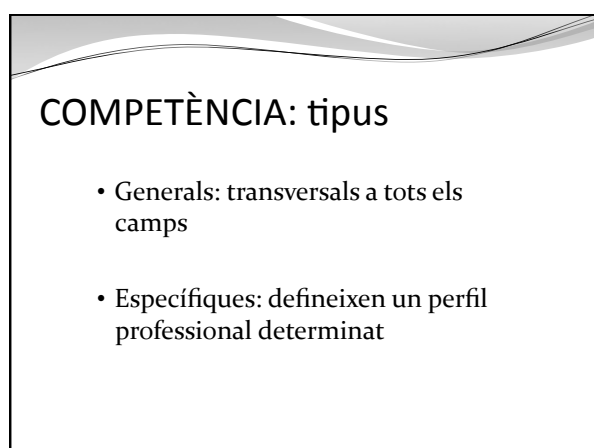 COMPETÈNCIA: tipus
• Generals: transversals a tots els
camps
• Específiques: defineixen un perfil
professional determinat